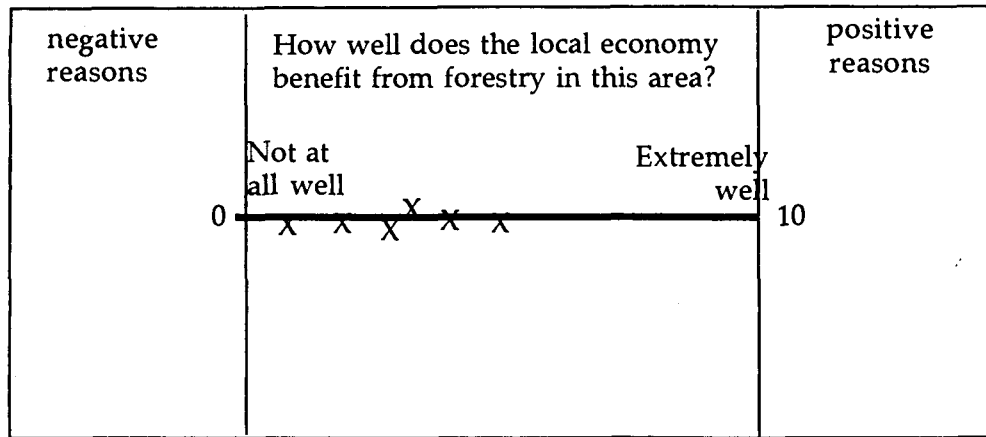 negative
reasons
How well does the local economy
benefit from forestry in this area?
positive
reasons
Not at
all well
Extremely
well
0
10
X X X X X X